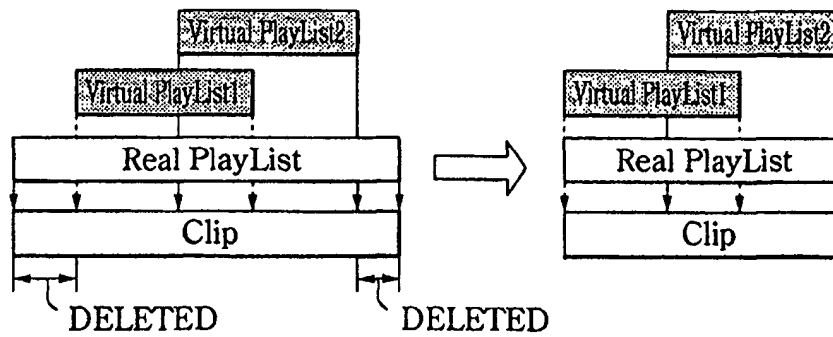 Virtual PlayList2
Virtual PlayList1
Real PlayList
Clip
DELETED
DELETED
Virtual PlayList2
Virtual PlayList1
Real PlayList
Clip